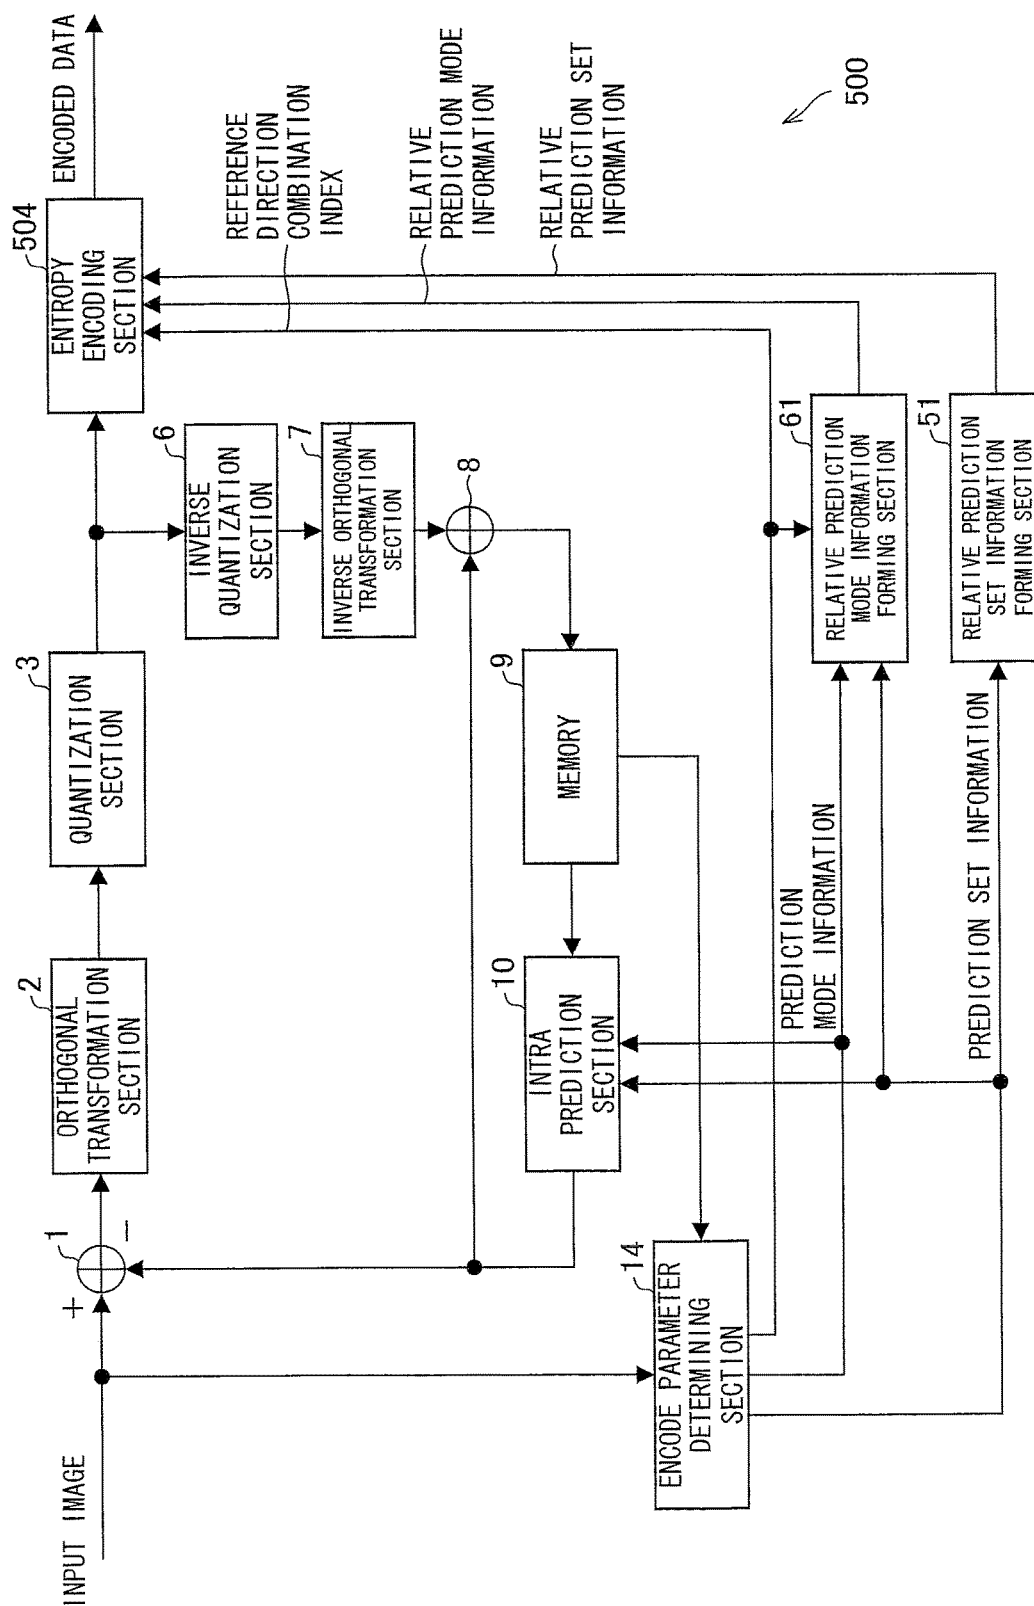 INPUT IMAGE
+
1
−
ORTHOGONAL
TRANSFORMATION
SECTION
2
QUANTIZATION
SECTION
3
ENTROPY
ENCODING
SECTION
504
ENCODED DATA
INVERSE
QUANTIZATION
SECTION
6
INVERSE ORTHOGONAL
TRANSFORMATION
SECTION
7
8
REFERENCE
DIRECTION
COMBINATION
INDEX
RELATIVE
PREDICTION MODE
INFORMATION
RELATIVE
PREDICTION SET
INFORMATION
500
MEMORY
9
INTRA
PREDICTION
SECTION
10
ENCODE PARAMETER
DETERMINING
SECTION
14
PREDICTION
MODE INFORMATION
RELATIVE PREDICTION
MODE INFORMATION
FORMING SECTION
61
PREDICTION SET INFORMATION
RELATIVE PREDICTION
SET INFORMATION
FORMING SECTION
51